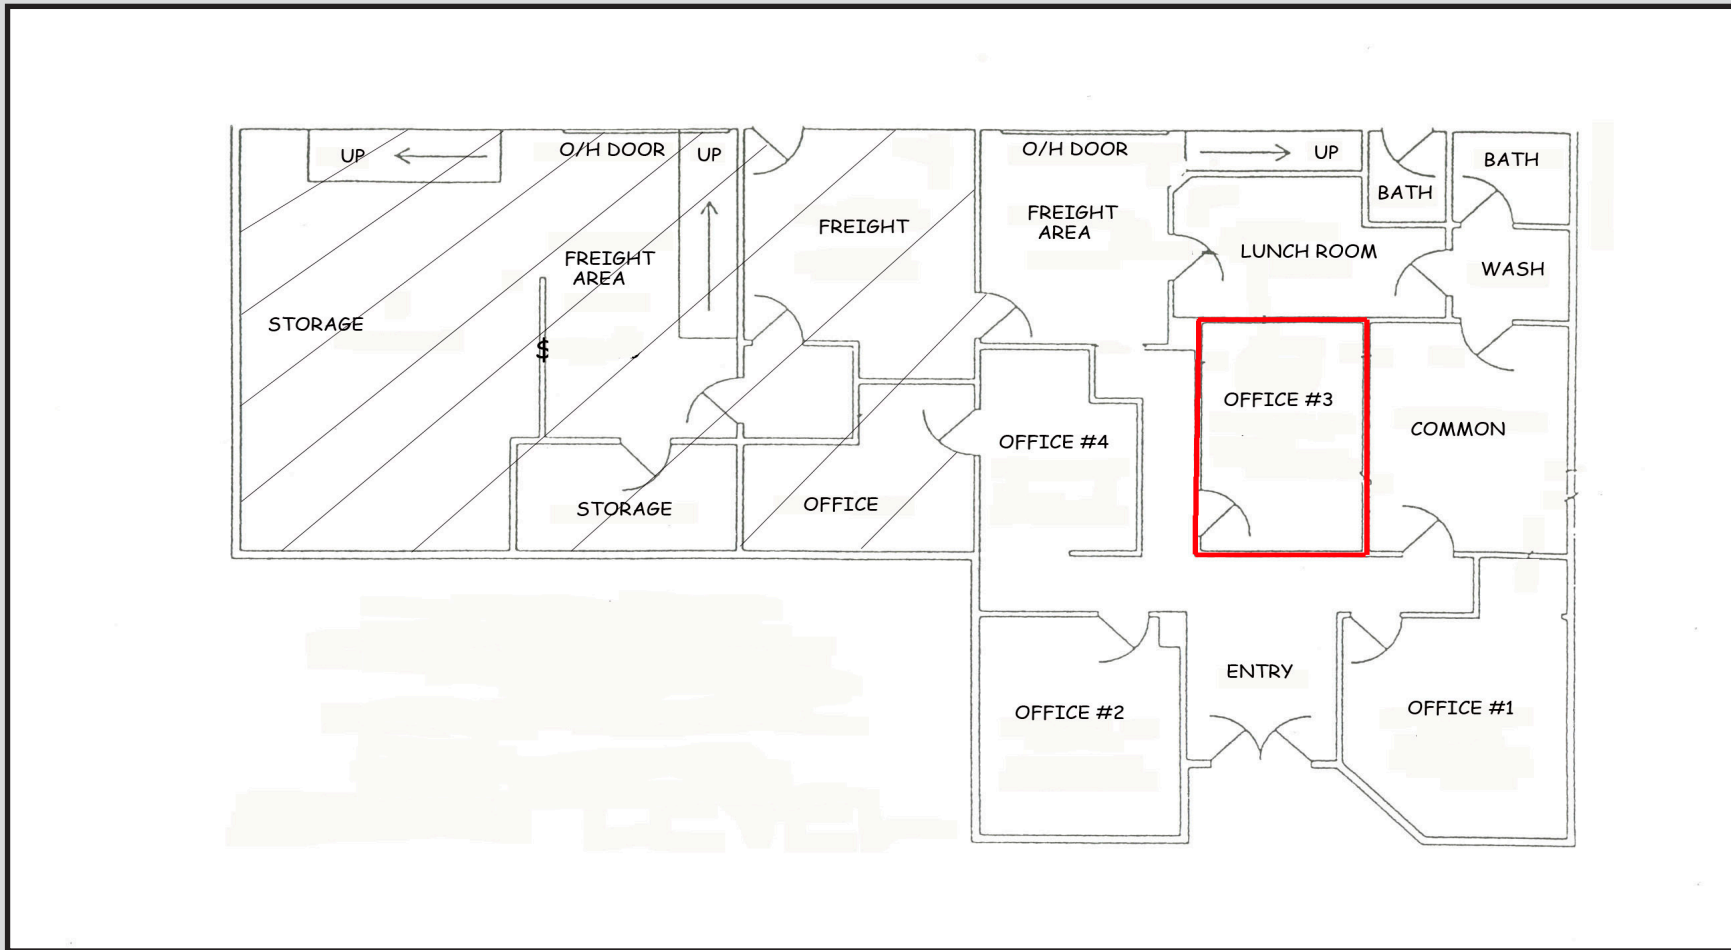 UP
O/H DOOR
UP
O/H DOOR
UP
BATH
BATH
FREIGHT
AREA
FREIGHT
LUNCH ROOM
FREIGHT
AREA
WASH
STORAGE
$
OFFICE #3
COMMON
OFFICE #4
STORAGE
OFFICE
ENTRY
OFFICE #2
OFFICE #1